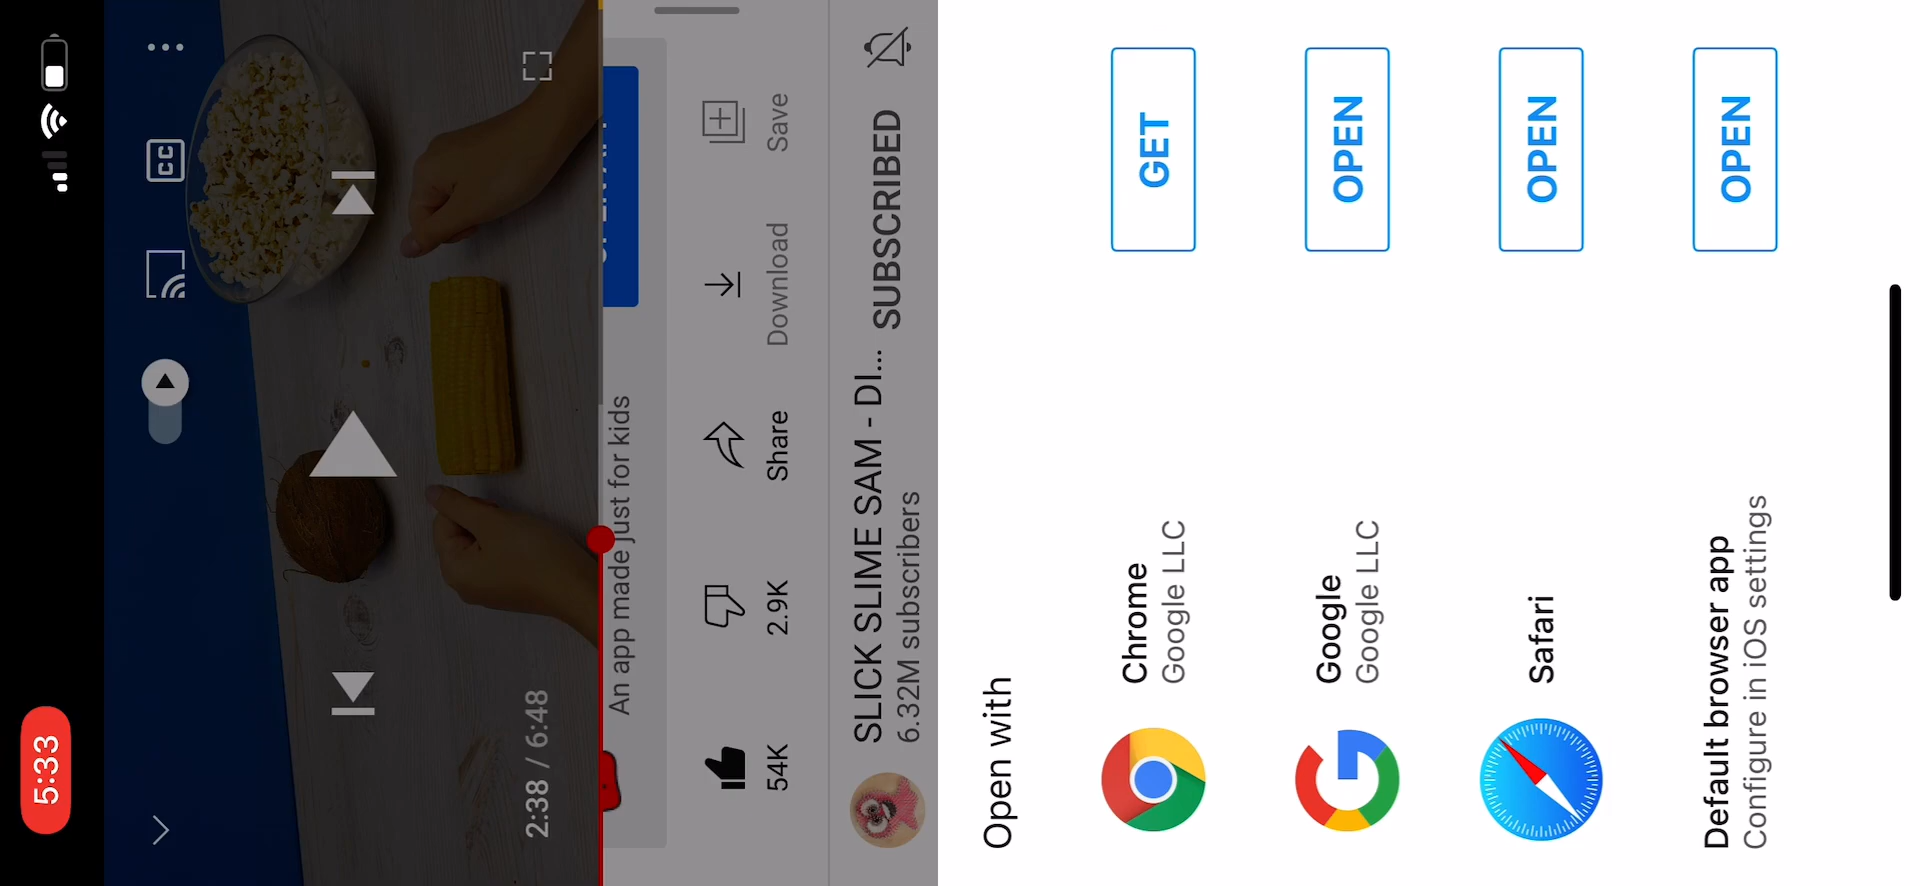 5:33
CC
2:38 / 6:48
An app made just for kids
54K
2.9K
Share
Download
Save
SLICK SLIME SAM - DI...
6.32M subscribers
SUBSCRIBED
Open with
Chrome
Google LLC
GET
Google
Google LLC
OPEN
Safari
OPEN
Default browser app
Configure in iOS settings
OPEN